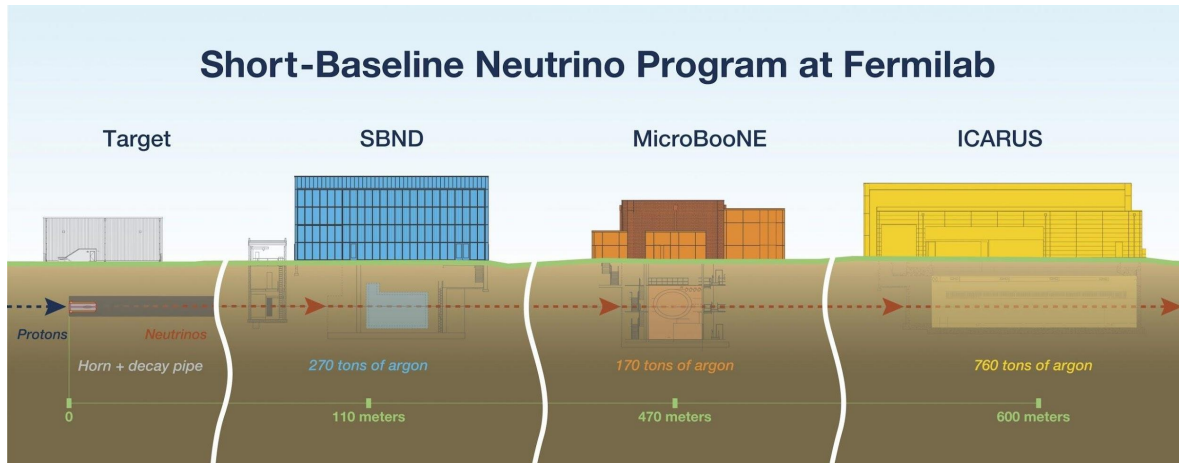 Short-Baseline Neutrino Program at Fermilab
Target
SBND
MicroBooNE
ICARUS
Protons
Neutrinos
Horn + decay pipe
270 tons of argon
170 tons of argon
760 tons of argon
0
110 meters
470 meters
600 meters